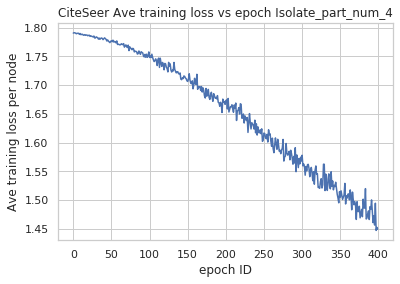 CiteSeer Ave training loss vs epoch Isolate_part_num_4
Ave training loss per node
1.80
1.75
1.70
1.65
1.60
1.55
1.50
1.45
0 50 100 150 200 250 300 350 400
epoch ID